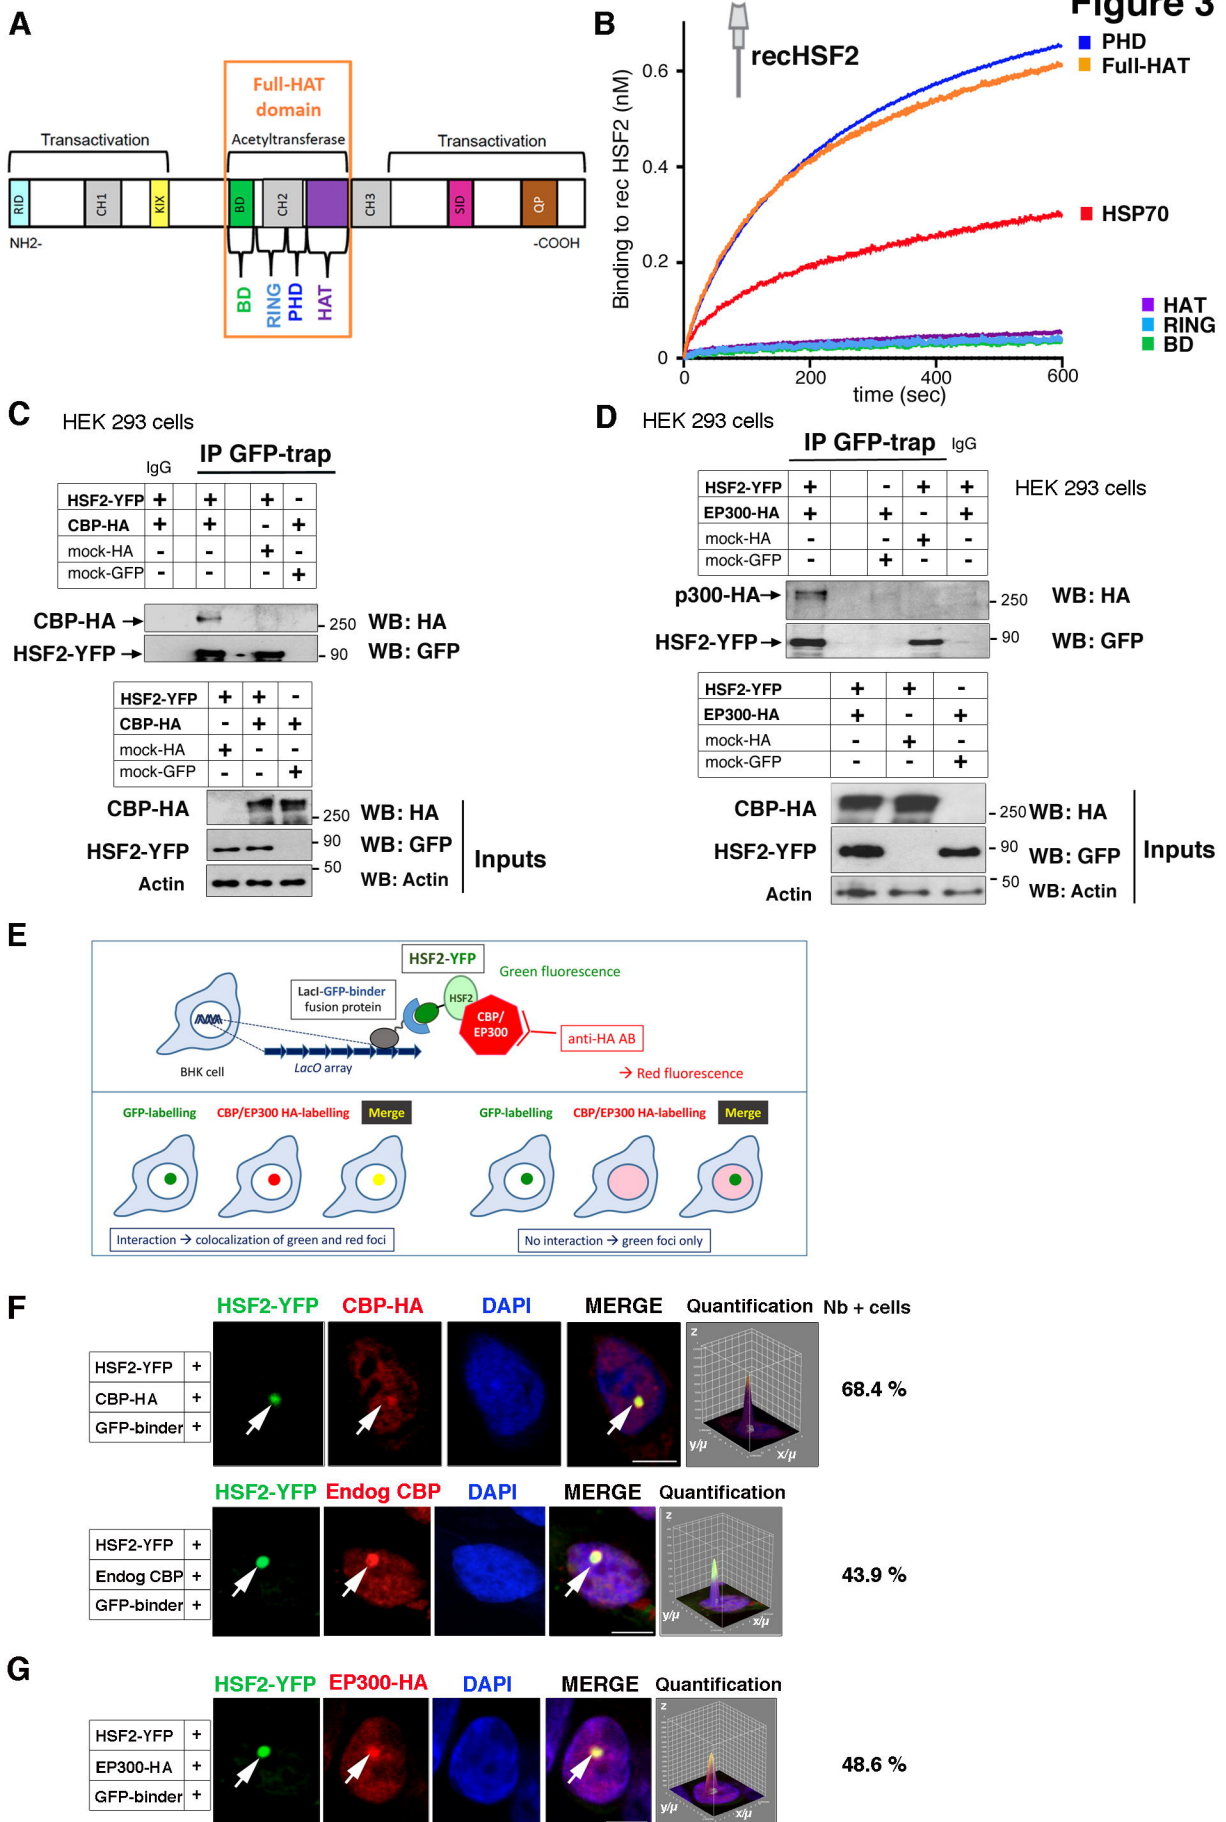 Figure 3
A
Full-HAT
domain
Transactivation
Acetyltransferase
Transactivation
RID
CH1
KIX
BD
CH2
CH3
SID
QP
NH2-
-COOH
BD
RING
PHD
HAT
B
recHSF2
Binding to rec HSF2 (nM)
0.6
0.4
0.2
0
0
200
400
600
time (sec)
PHD
Full-HAT
HSP70
HAT
RING
BD
C
HEK 293 cells
IgG
IP GFP-trap
HSF2-YFP + + + -
CBP-HA + + - +
mock-HA - - + -
mock-GFP - - - +
CBP-HA
250
WB: HA
HSF2-YFP
90
WB: GFP
HSF2-YFP + + -
CBP-HA - + +
mock-HA + - -
mock-GFP - - +
CBP-HA
250
WB: HA
HSF2-YFP
90
WB: GFP
50
Actin
WB: Actin
Inputs
D
HEK 293 cells
IP GFP-trap
IgG
HSF2-YFP + - + +
EP300-HA + + - +
mock-HA - - + -
mock-GFP - + - -
HEK 293 cells
p300-HA
250
WB: HA
HSF2-YFP
90
WB: GFP
HSF2-YFP + + -
EP300-HA + - +
mock-HA - + -
mock-GFP - - +
CBP-HA
250
WB: HA
HSF2-YFP
90
WB: GFP
50
Actin
WB: Actin
Inputs
E
HSF2-YFP
Green fluorescence
LacI-GFP-binder
fusion protein
HSF2
CBP/
EP300
anti-HA AB
BHK cell
LacO array
→ Red fluorescence
GFP-labelling
CBP/EP300 HA-labelling
Merge
GFP-labelling
CBP/EP300 HA-labelling
Merge
Interaction → colocalization of green and red foci
No interaction → green foci only
F
HSF2-YFP
CBP-HA
DAPI
MERGE
Quantification
Nb + cells
HSF2-YFP +
CBP-HA +
GFP-binder +
z
y/µ
x/µ
68.4 %
HSF2-YFP
Endog CBP
DAPI
MERGE
Quantification
HSF2-YFP +
Endog CBP +
GFP-binder +
z
y/µ
x/µ
43.9 %
G
HSF2-YFP
EP300-HA
DAPI
MERGE
Quantification
HSF2-YFP +
EP300-HA +
GFP-binder +
z
y/µ
x/µ
48.6 %